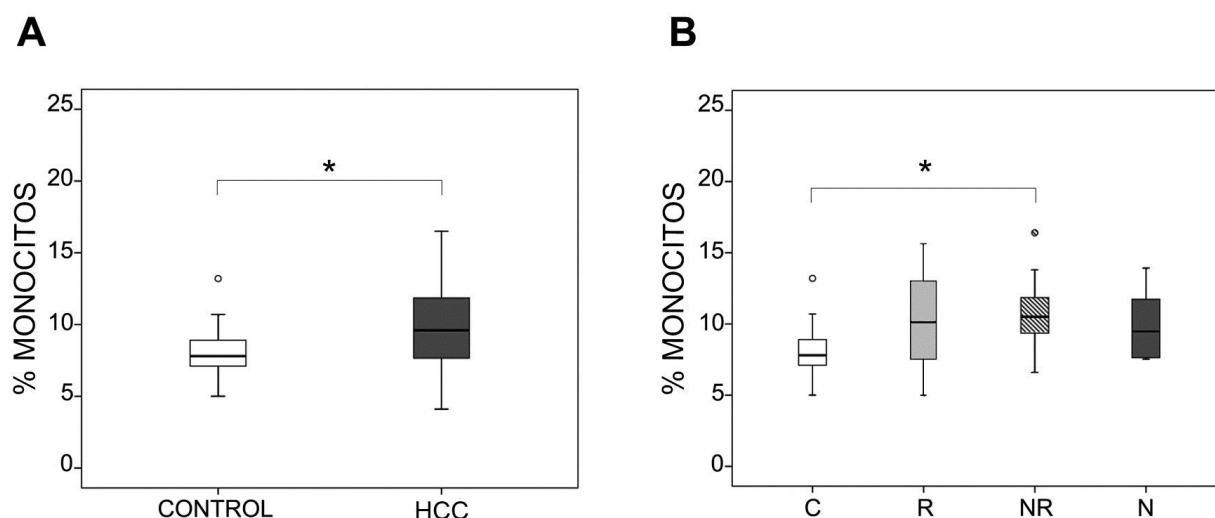 A
% MONOCITOS
25
20
15
10
5
0
*
CONTROL HCC
B
% MONOCITOS
25
20
15
10
5
0
*
C R NR N